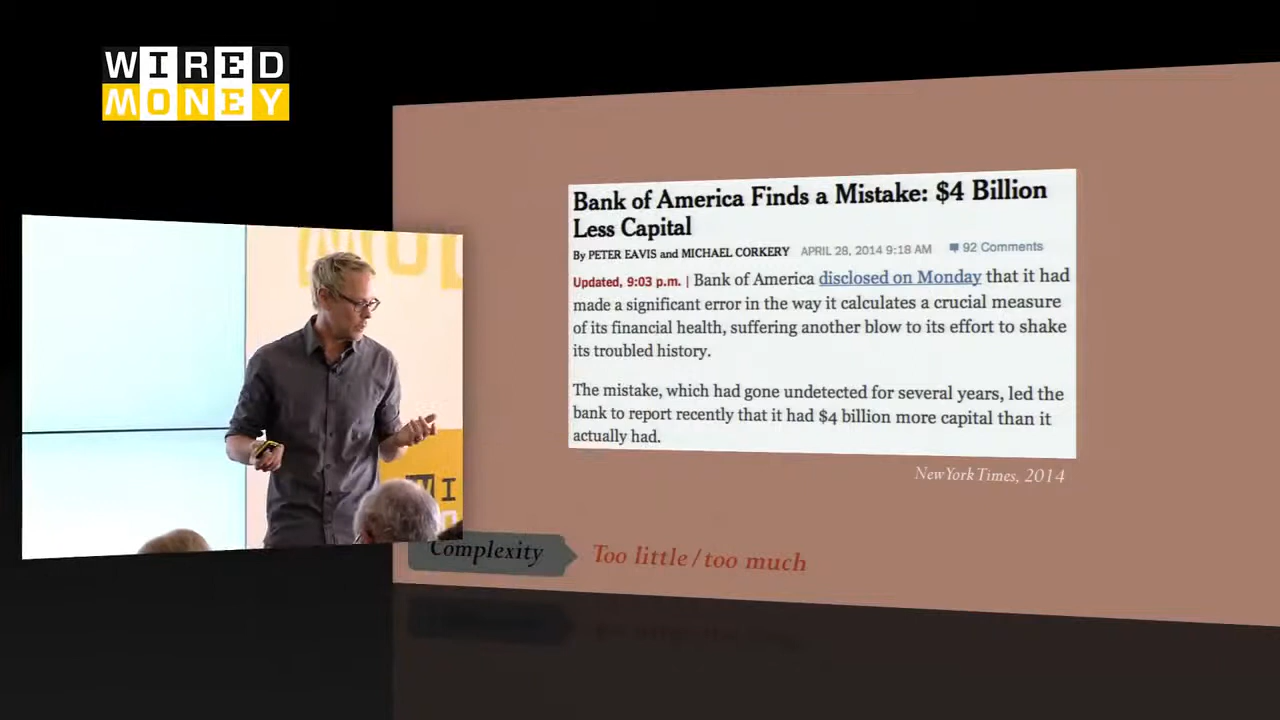 WIRED
MONEY
Bank of America Finds a Mistake: $4 Billion
Less Capital
By PETER EAVIS and MICHAEL CORKERY APRIL 28, 2014 9:18 AM 92 Comments
Updated, 9:03 p.m. | Bank of America disclosed on Monday that it had
made a significant error in the way it calculates a crucial measure
of its financial health, suffering another blow to its effort to shake
its troubled history.
The mistake, which had gone undetected for several years, led the
bank to report recently that it had $4 billion more capital than it
actually had.
New York Times, 2014
Complexity
Too little/too much